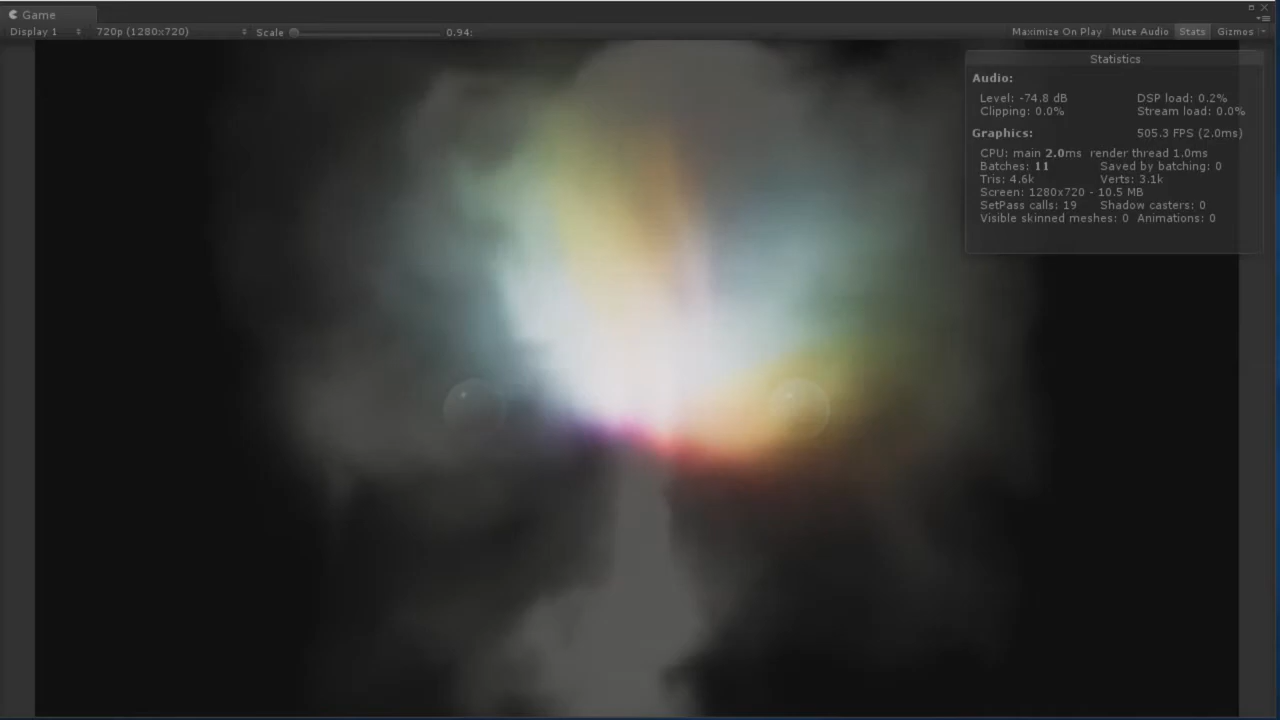 Game
Display 1 720p (1280x720) Scale 0.94: Maximize On Play Mute Audio Stats Gizmos
Statistics
Audio:
Level: -74.8 dB DSP load: 0.2%
Clipping: 0.0% Stream load: 0.0%
Graphics: 505.3 FPS (2.0ms)
CPU: main 2.0ms render thread 1.0ms
Batches: 11 Saved by batching: 0
Tris: 4.6k Verts: 3.1k
Screen: 1280x720 - 10.5 MB
SetPass calls: 19 Shadow casters: 0
Visible skinned meshes: 0 Animations: 0